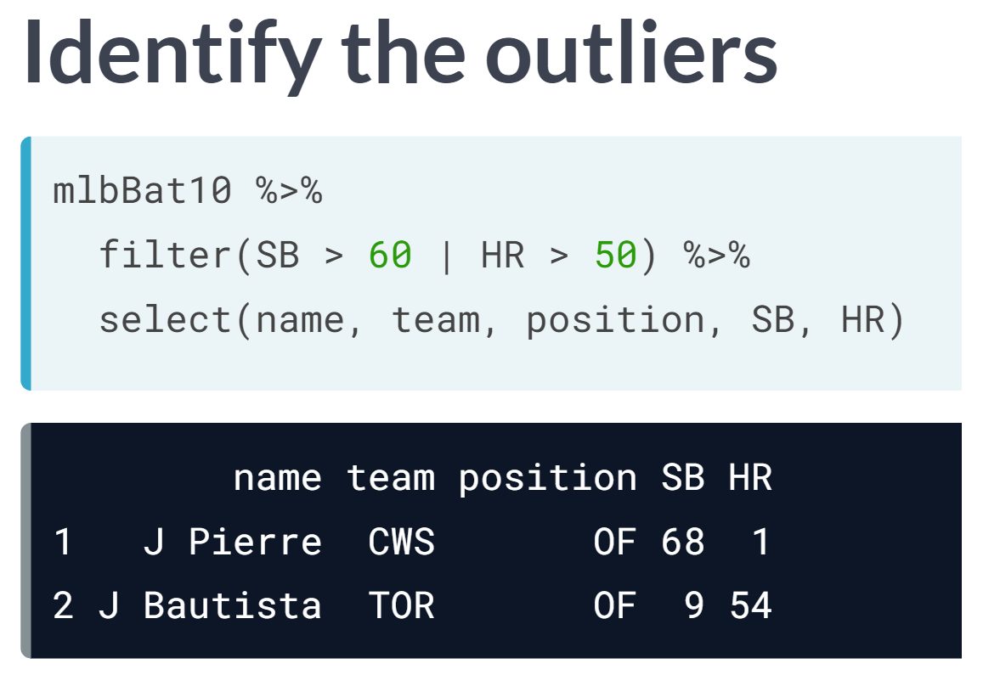 Identify the outliers
mlbBat10 %>%
  filter(SB > 60 | HR > 50) %>%
  select(name, team, position, SB, HR)
        name team position SB HR
1   J Pierre  CWS       OF 68  1
2 J Bautista  TOR       OF  9 54